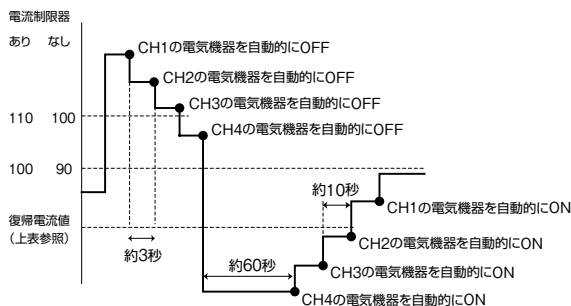 電流制限器
あり なし
CH1の電気機器を自動的にOFF
CH2の電気機器を自動的にOFF
CH3の電気機器を自動的にOFF
110 100
CH4の電気機器を自動的にOFF
100 90
約10秒
CH1の電気機器を自動的にON
復帰電流値
(上表参照)
CH2の電気機器を自動的にON
約3秒
約60秒
CH3の電気機器を自動的にON
CH4の電気機器を自動的にON